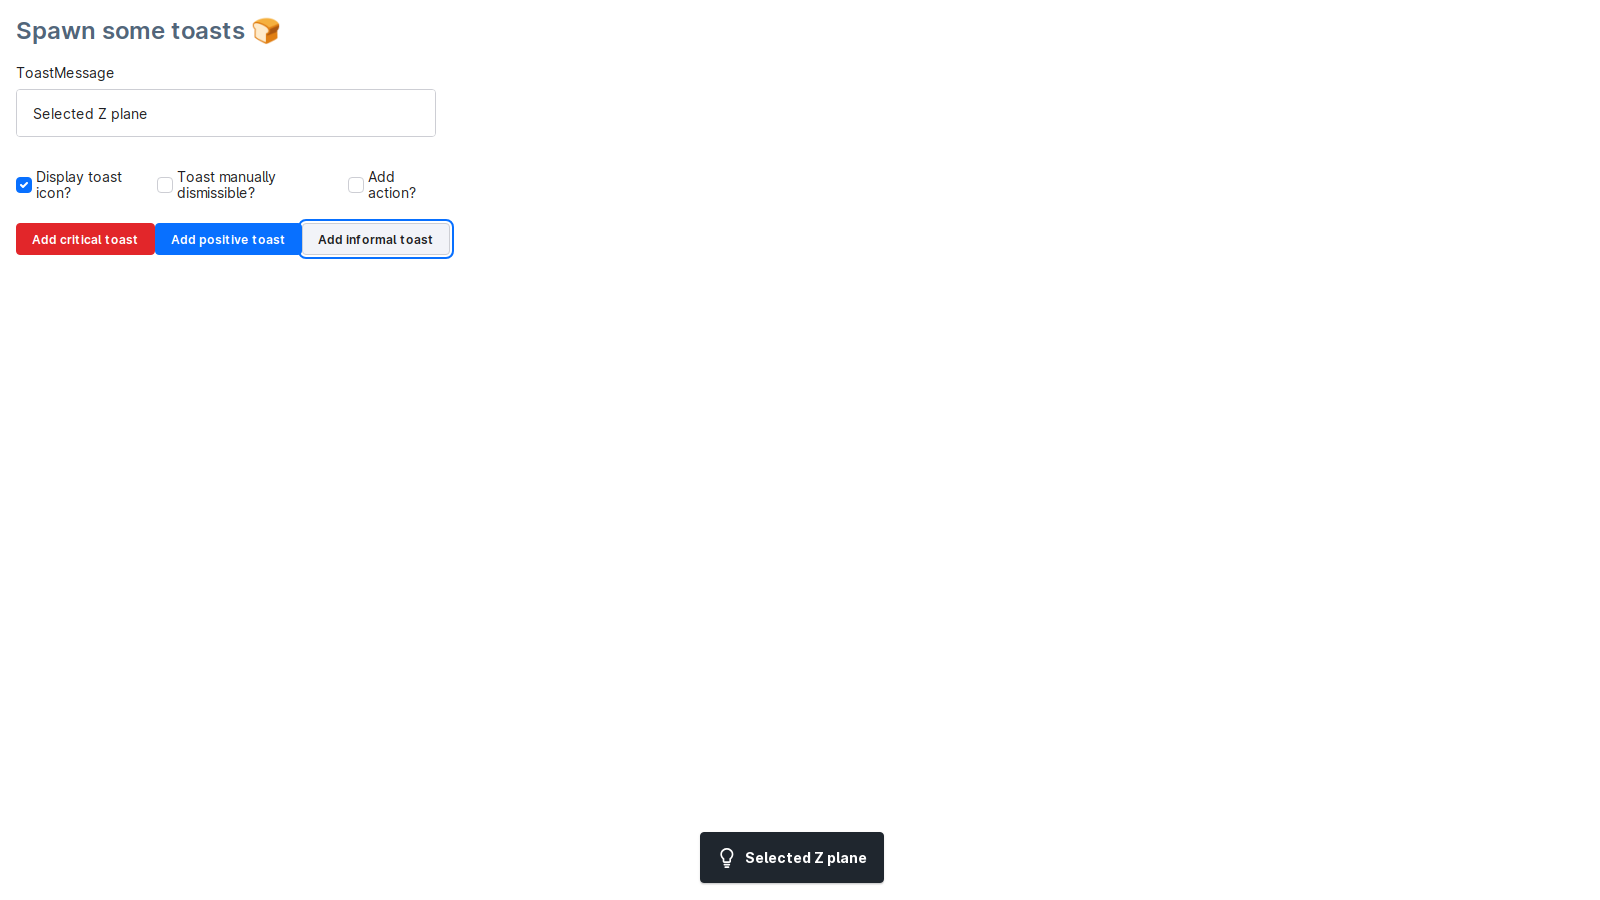 Spawn some toasts 🍞
ToastMessage
Selected Z plane
Display toast icon?
Toast manually dismissible?
Add action?
Add critical toast
Add positive toast
Add informal toast
Selected Z plane